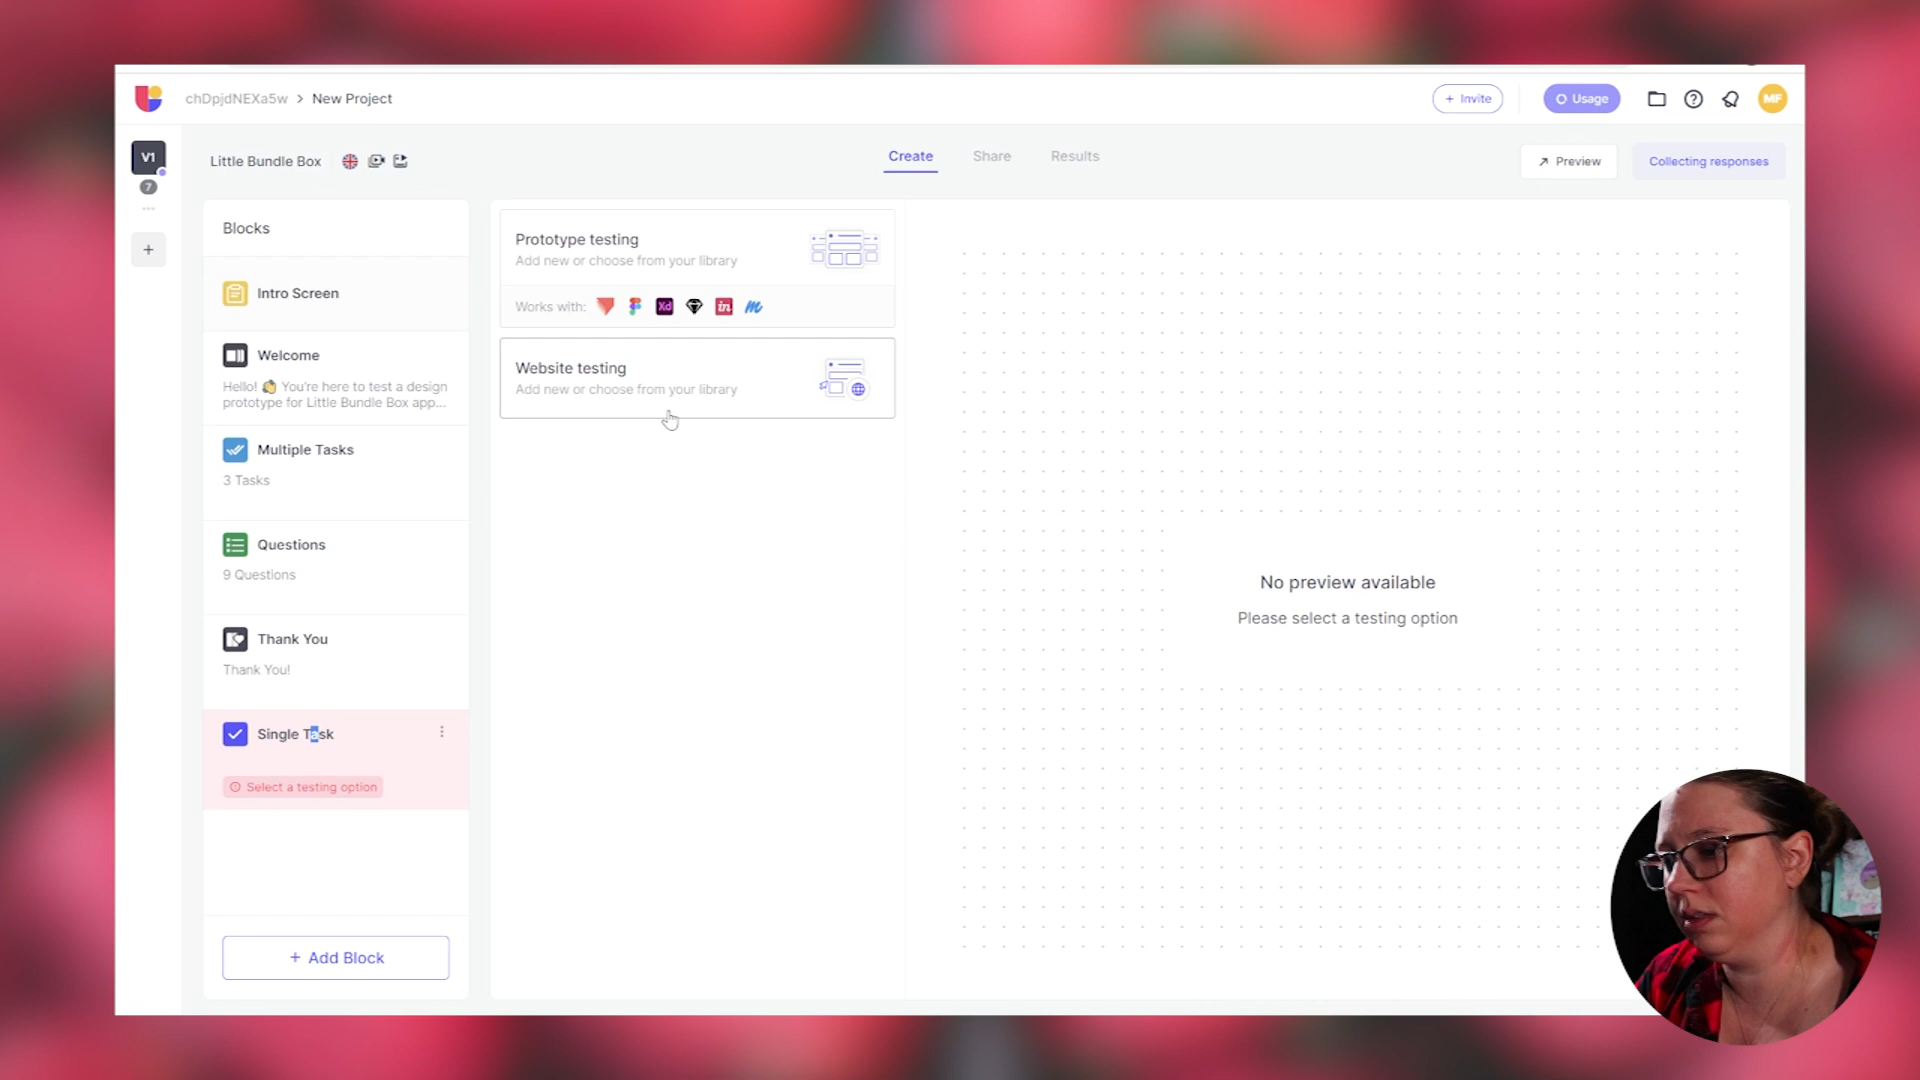 chDpjdNEXa5w > New Project
+ Invite
Usage
MF
V1
7
+
Little Bundle Box
Create
Share
Results
Preview
Collecting responses
Blocks
Intro Screen
Welcome
Hello! 👏 You're here to test a design
prototype for Little Bundle Box app...
Multiple Tasks
3 Tasks
Questions
9 Questions
Thank You
Thank You!
Single Task
Select a testing option
+ Add Block
Prototype testing
Add new or choose from your library
Works with:
Xd
in
Website testing
Add new or choose from your library
No preview available
Please select a testing option